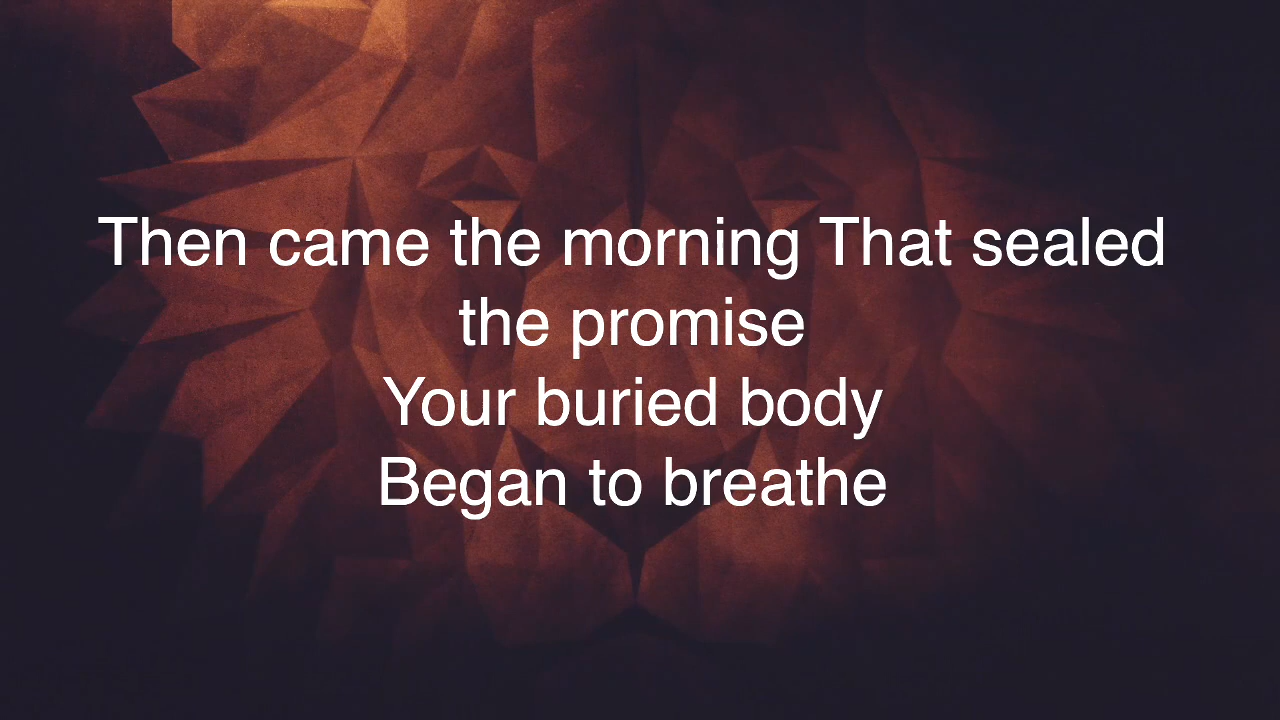 Then came the morning That sealed
the promise
Your buried body
Began to breathe